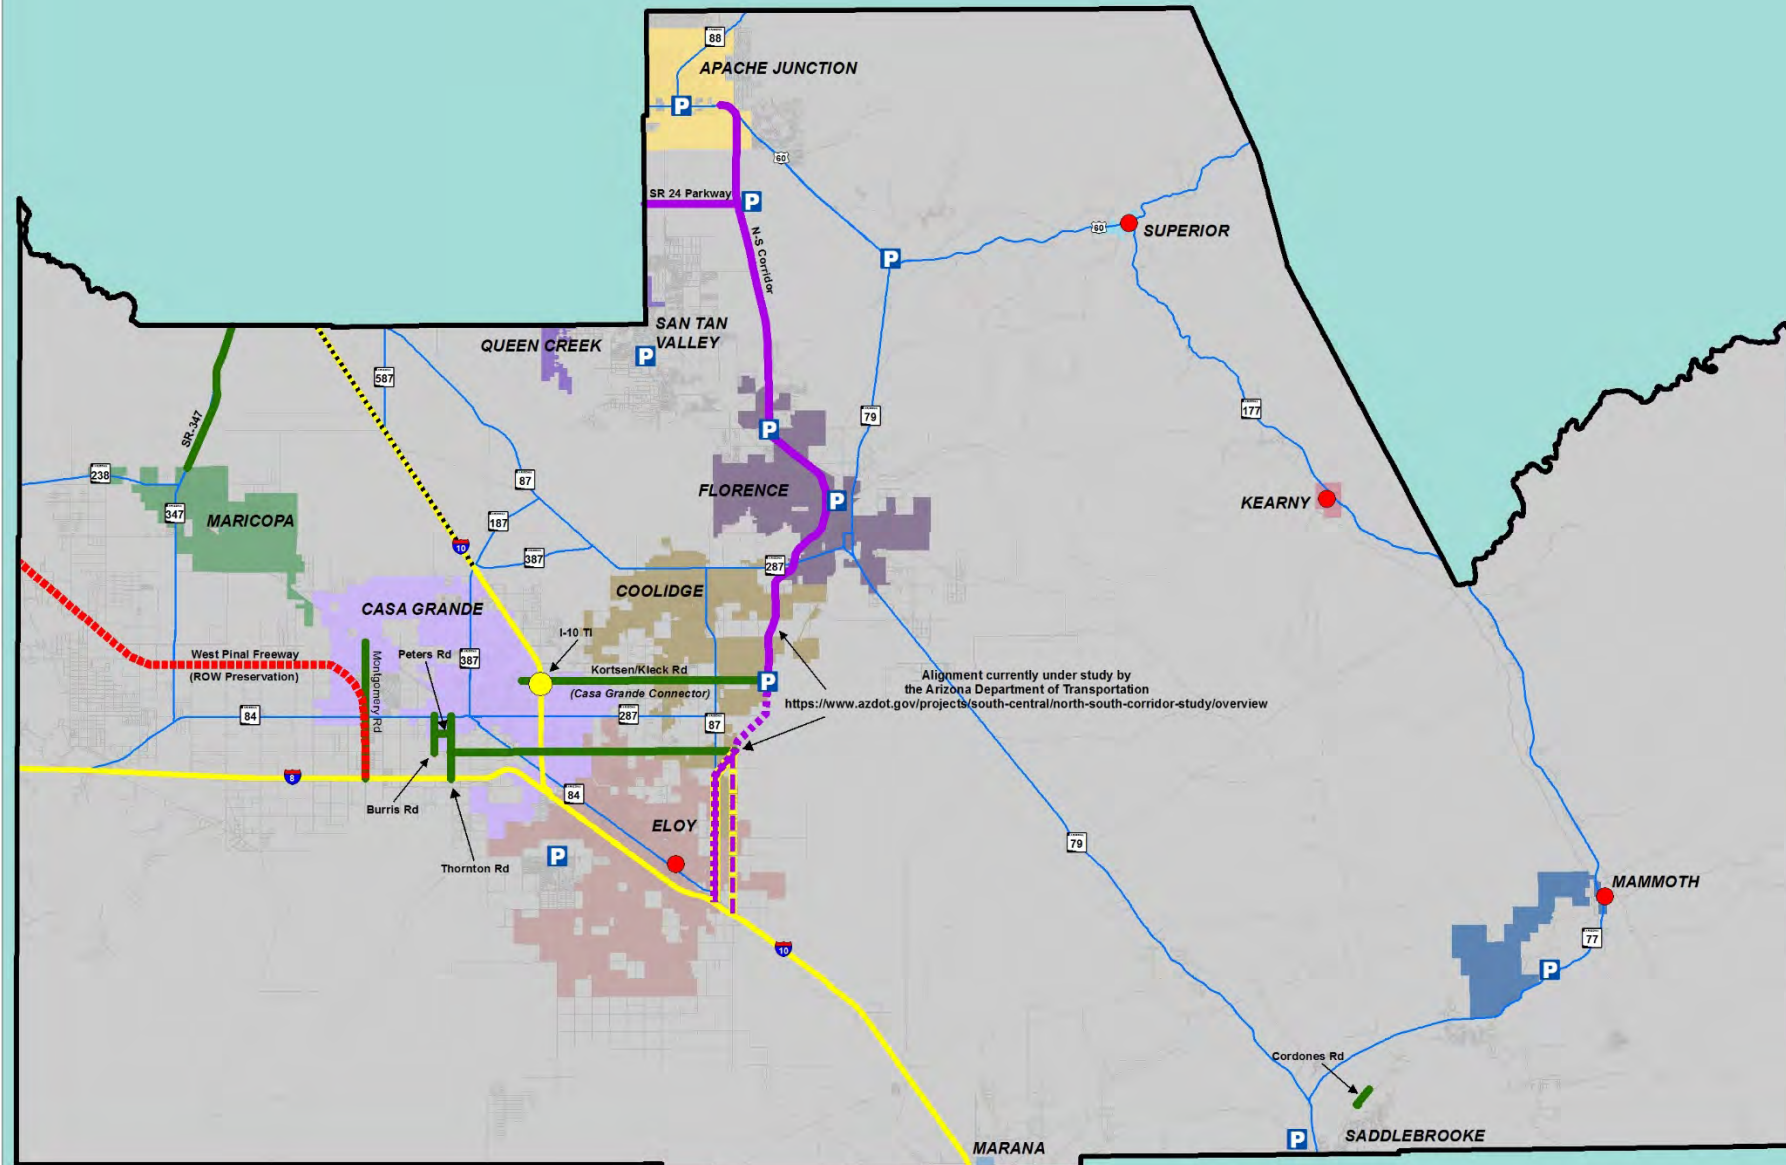 88
APACHE JUNCTION
P
60
SR 24 Parkway
P
N-S Corridor
60
SUPERIOR
P
SAN TAN
VALLEY
QUEEN CREEK
P
587
177
SR-347
79
P
238
87
FLORENCE
P
KEARNY
347
MARICOPA
187
10
387
287
COOLIDGE
CASA GRANDE
I-10 TI
West Pinal Freeway
(ROW Preservation)
Montgomery Rd
Peters Rd
387
Kortsen/Kleck Rd
(Casa Grande Connector)
P
Alignment currently under study by
the Arizona Department of Transportation
https://www.azdot.gov/projects/south-central/north-south-corridor-study/overview
84
287
87
8
Burris Rd
84
ELOY
79
P
Thornton Rd
MAMMOTH
77
10
P
Cordones Rd
P
SADDLEBROOKE
MARANA